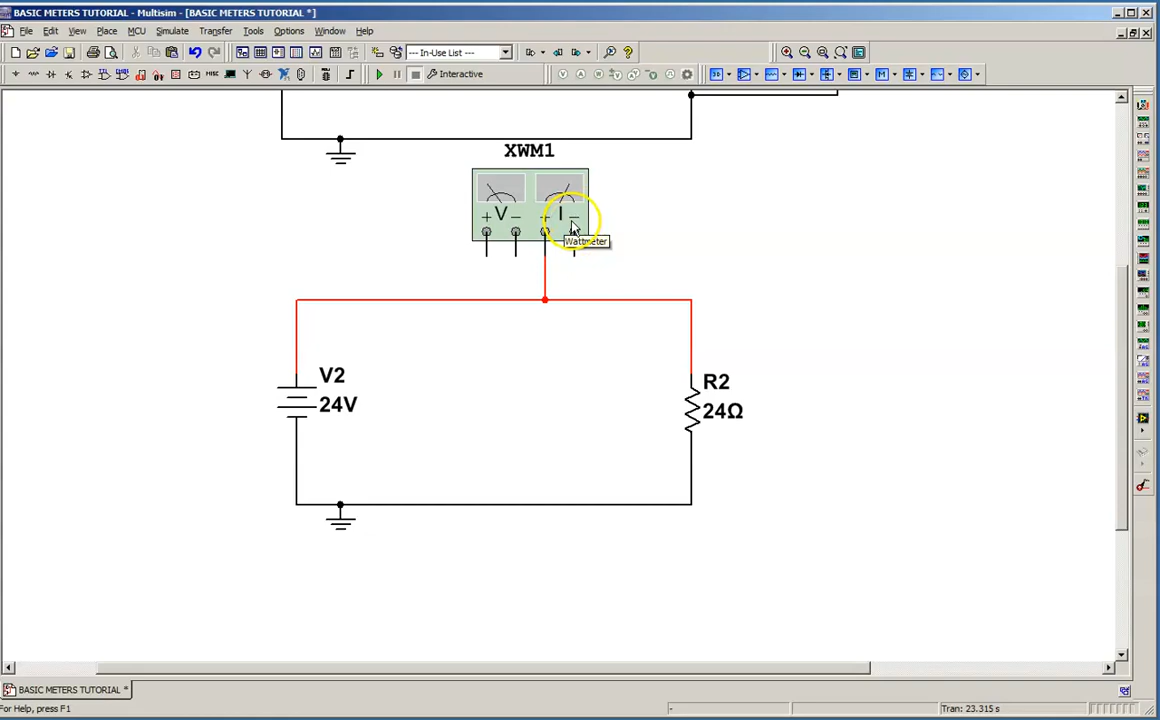 BASIC METERS TUTORIAL - Multisim - [BASIC METERS TUTORIAL *]
File Edit View Place MCU Simulate Transfer Tools Options Window Help
--- In-Use List ---
Interactive
XWM1
+ V - + I -
Wattmeter
V2
24V
R2
24Ω
BASIC METERS TUTORIAL *
For Help, press F1
-
Tran: 23.315 s